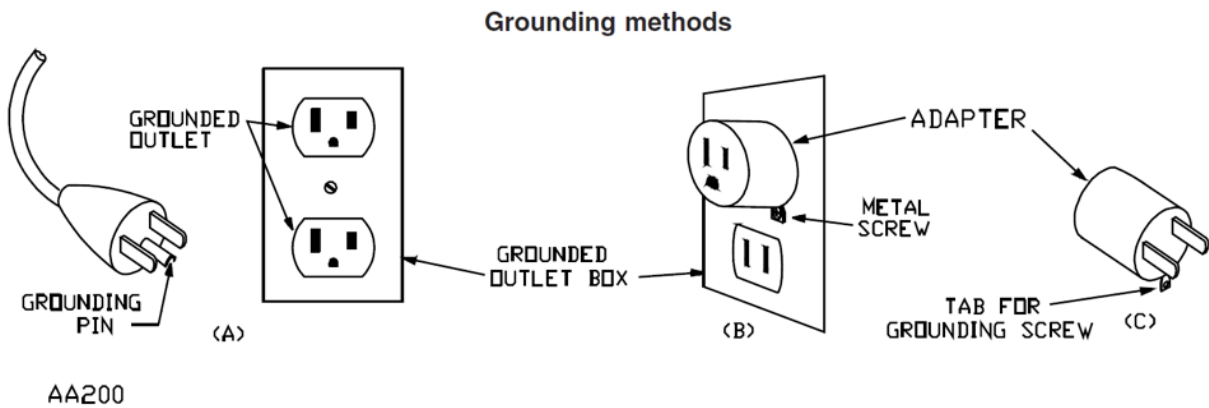 Grounding methods
GROUNDED
OUTLET
GROUNDING
PIN
(A)
GROUNDED
OUTLET BOX
ADAPTER
METAL
SCREW
(B)
TAB FOR
GROUNDING SCREW
(C)
AA200